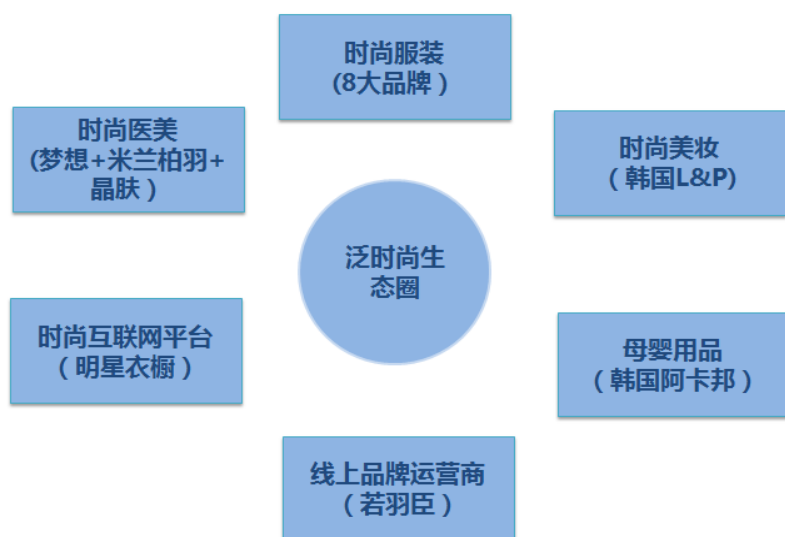 时尚服装
(8大品牌）
时尚医美
(梦想+米兰柏羽+
晶肤）
时尚美妆
（韩国L&P)
泛时尚生
态圈
时尚互联网平台
（明星衣橱）
母婴用品
（韩国阿卡邦）
线上品牌运营商
（若羽臣）